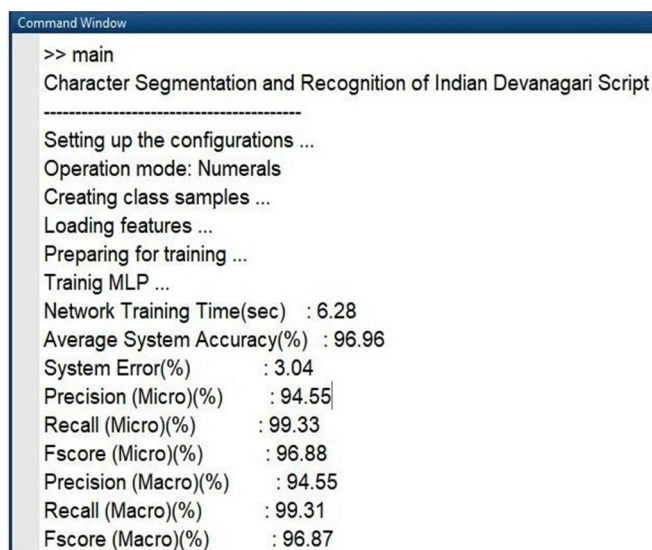 Command Window
>> main
Character Segmentation and Recognition of Indian Devanagari Script
-----------------------------------------
Setting up the configurations ...
Operation mode: Numerals
Creating class samples ...
Loading features ...
Preparing for training ...
Trainig MLP ...
Network Training Time(sec) : 6.28
Average System Accuracy(%) : 96.96
System Error(%) : 3.04
Precision (Micro)(%) : 94.55
Recall (Micro)(%) : 99.33
Fscore (Micro)(%) : 96.88
Precision (Macro)(%) : 94.55
Recall (Macro)(%) : 99.31
Fscore (Macro)(%) : 96.87